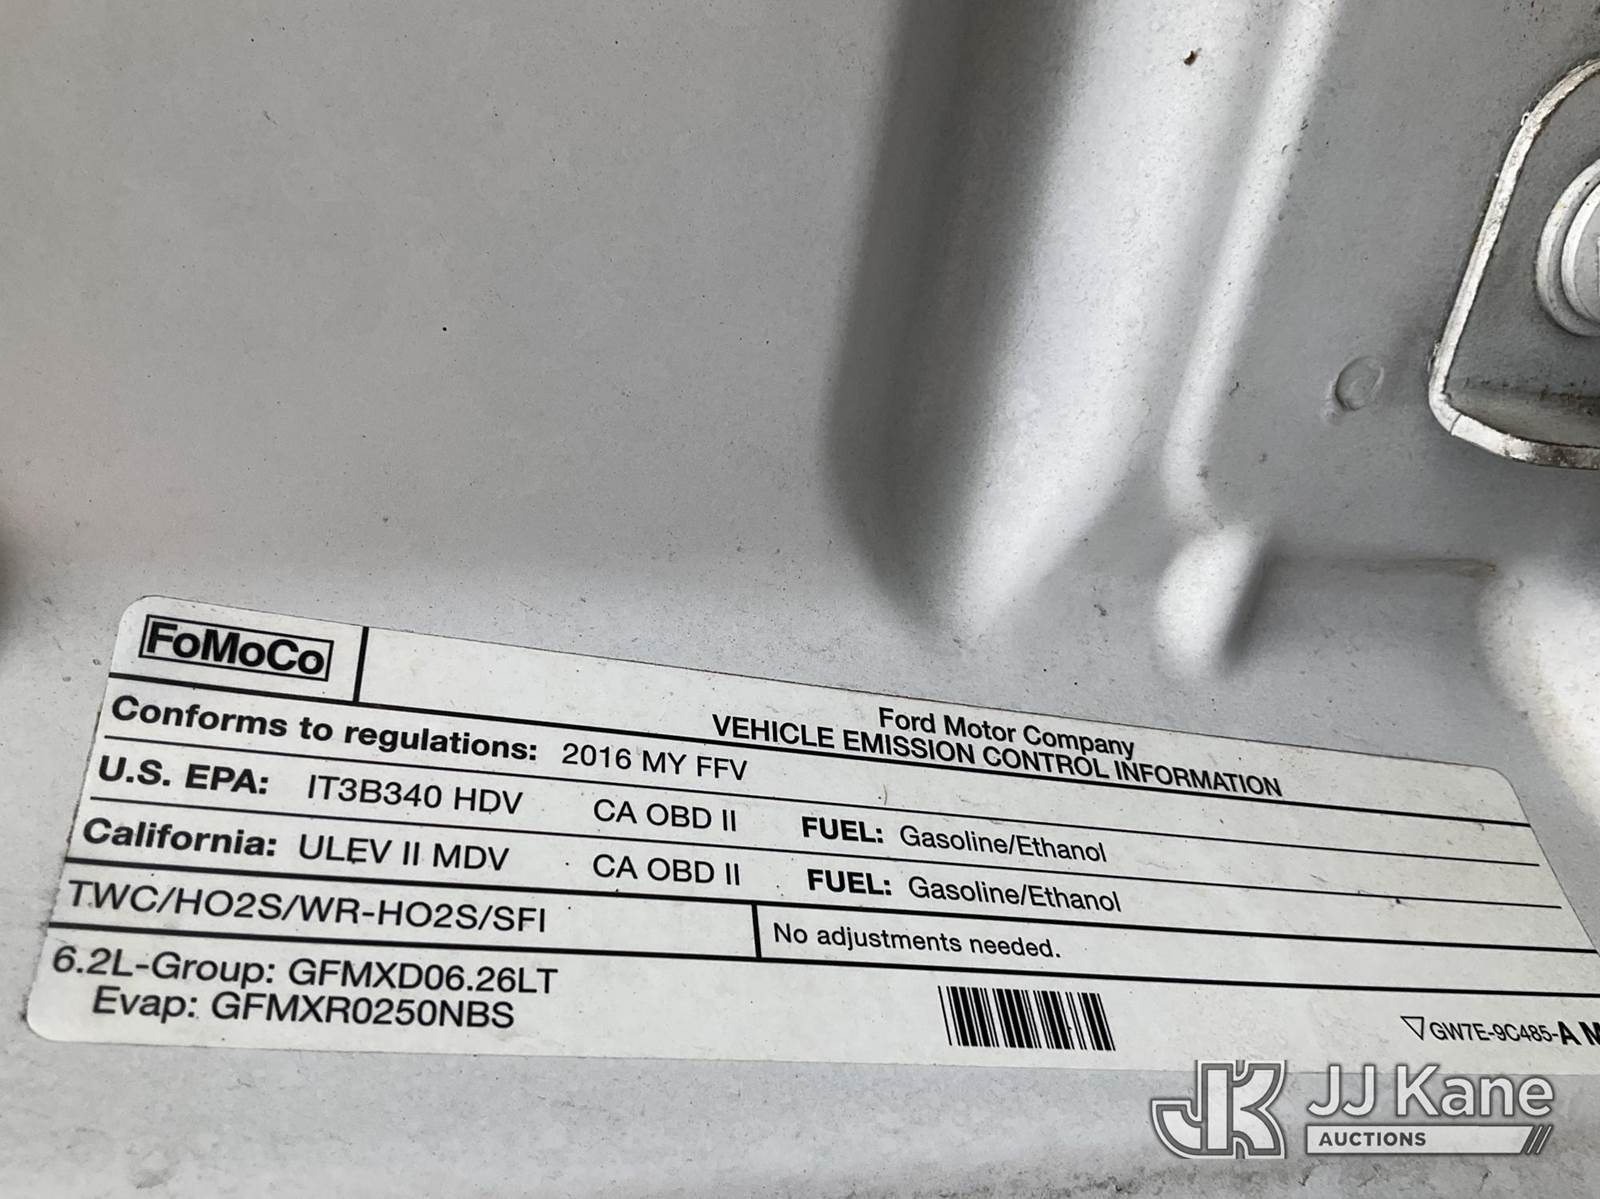 FoMoCo
Ford Motor Company
VEHICLE EMISSION CONTROL INFORMATION
Conforms to regulations: 2016 MY FFV
U.S. EPA: IT3B340 HDV CA OBD II FUEL: Gasoline/Ethanol
California: ULEV II MDV CA OBD II FUEL: Gasoline/Ethanol
TWC/HO2S/WR-HO2S/SFI
No adjustments needed.
6.2L-Group: GFMXD06.26LT
Evap: GFMXR0250NBS
GW7E-9C485-A
JJ Kane
AUCTIONS